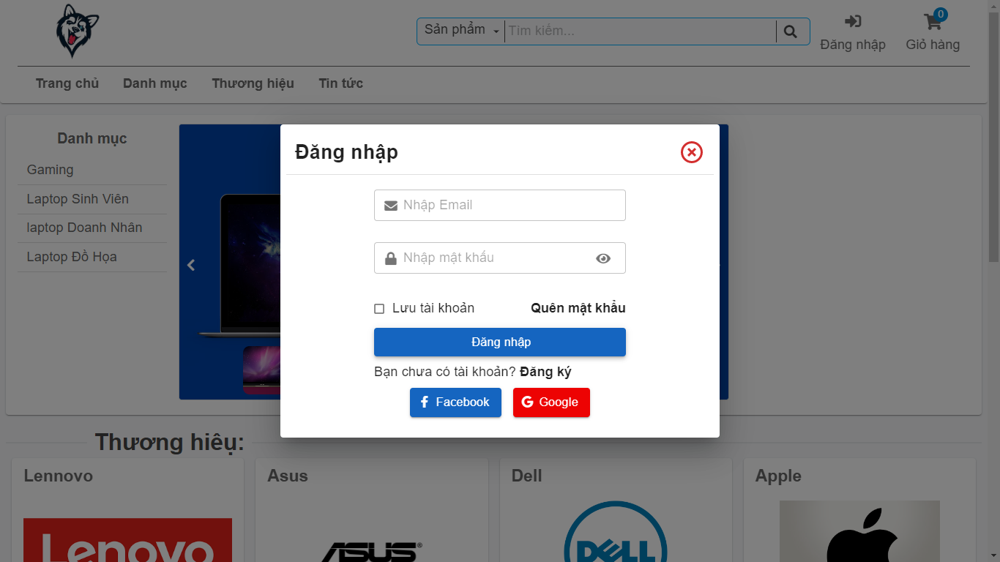 Sản phẩm
Tìm kiếm...
0
Đăng nhập
Giỏ hàng
Trang chủ
Danh mục
Thương hiệu
Tin tức
Danh mục
Gaming
Laptop Sinh Viên
laptop Doanh Nhân
Laptop Đồ Họa
Đăng nhập
Nhập Email
Nhập mật khẩu
Lưu tài khoản
Quên mật khẩu
Đăng nhập
Bạn chưa có tài khoản? Đăng ký
Facebook
Google
Thương hiệu:
Lennovo
Asus
Dell
Apple
Lenovo
ASUS®
DELL